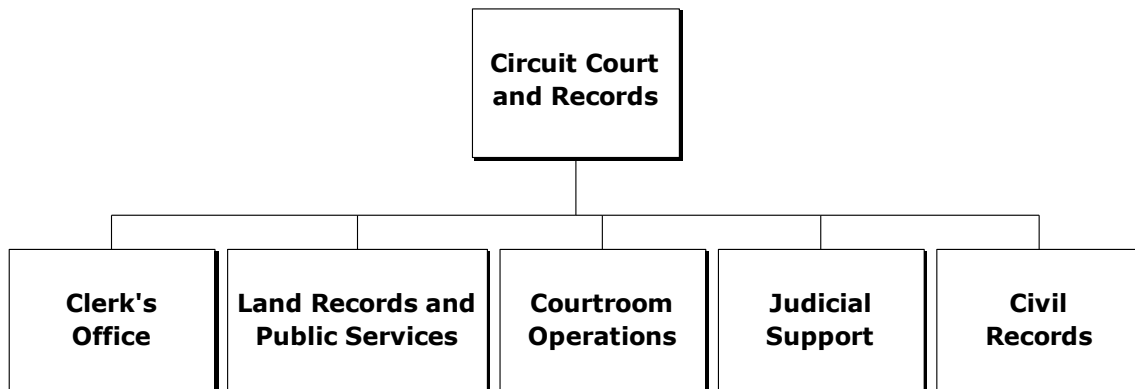 Circuit Court
and Records
Clerk's
Office
Land Records and
Public Services
Courtroom
Operations
Judicial
Support
Civil
Records